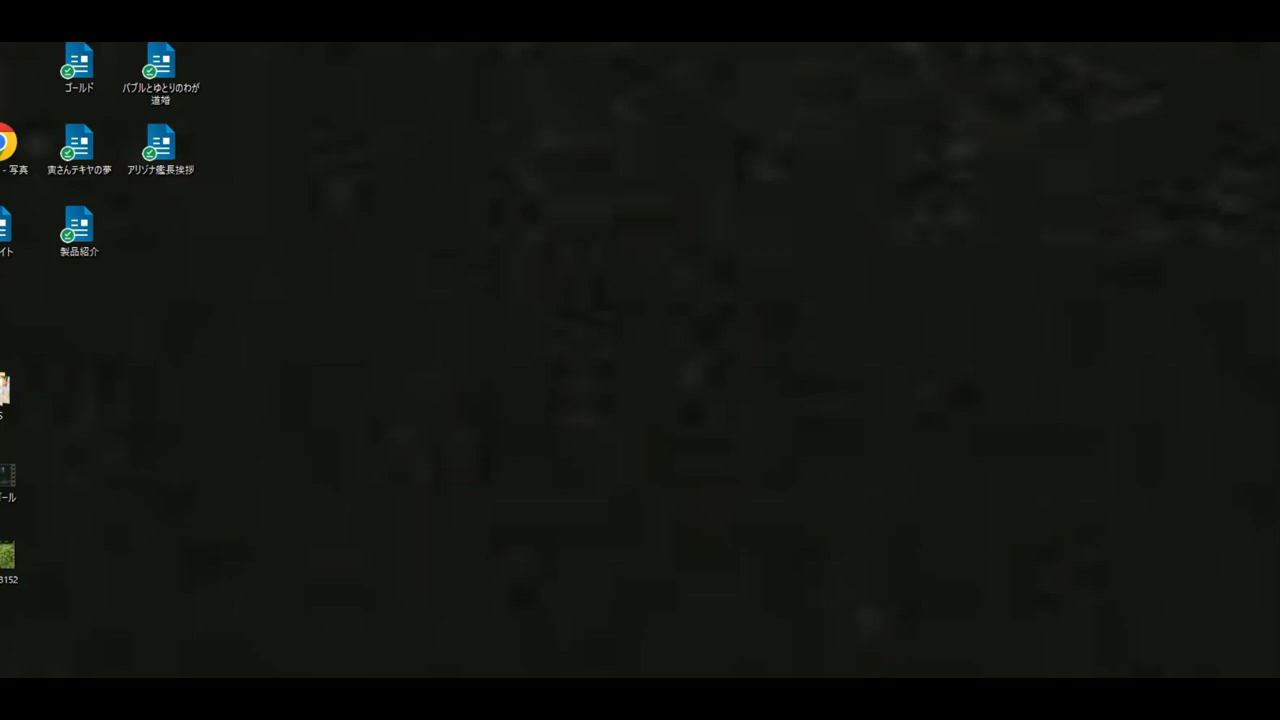 ゴールド
バブルとゆとりのわが
道婚
- 写真
寅さんテキヤの夢
アリゾナ艦長挨拶
イト
製品紹介
S
ール
3152